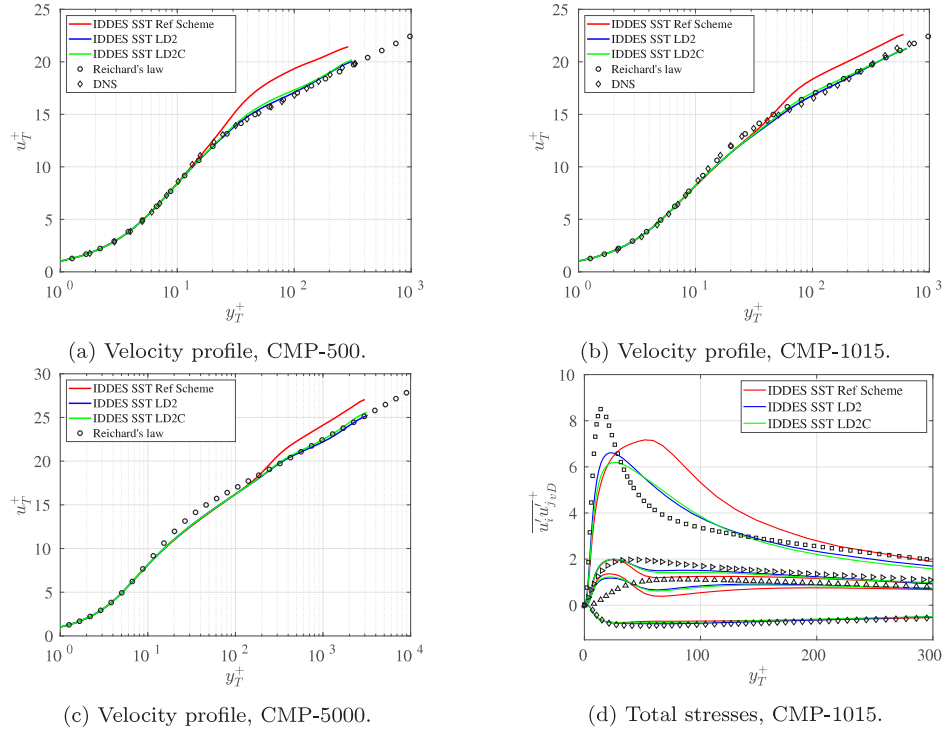 IDDES SST Ref Scheme
IDDES SST LD2
IDDES SST LD2C
Reichard's law
DNS
25
20
15
10
5
0
u_T^+
10^0
10^1
10^2
10^3
y_T^+
(a) Velocity profile, CMP-500.
IDDES SST Ref Scheme
IDDES SST LD2
IDDES SST LD2C
Reichard's law
DNS
25
20
15
10
5
0
u_T^+
10^0
10^1
10^2
10^3
y_T^+
(b) Velocity profile, CMP-1015.
IDDES SST Ref Scheme
IDDES SST LD2
IDDES SST LD2C
Reichard's law
30
25
20
15
10
5
0
u_T^+
10^0
10^1
10^2
10^3
10^4
y_T^+
(c) Velocity profile, CMP-5000.
IDDES SST Ref Scheme
IDDES SST LD2
IDDES SST LD2C
10
8
6
4
2
0
\overline{u_i'u_j'}_{vD}^+
0
100
200
300
y_T^+
(d) Total stresses, CMP-1015.